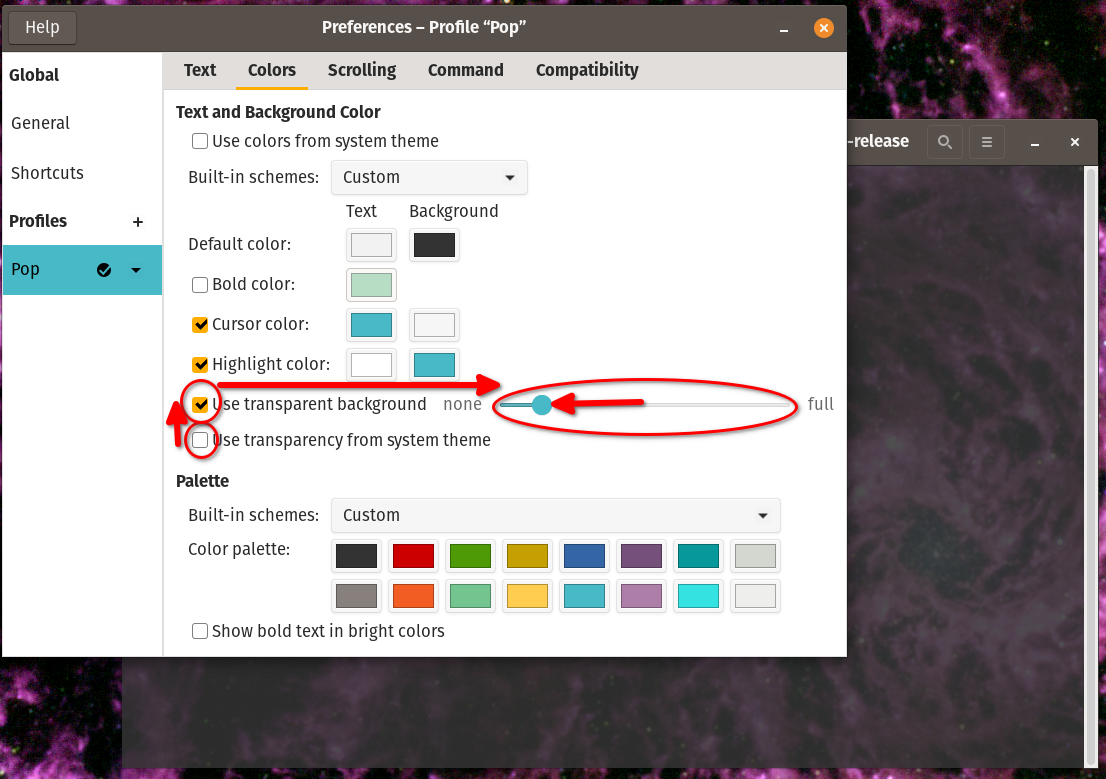 Help
Preferences – Profile “Pop”
Global
General
Shortcuts
Profiles
Pop
Text Colors Scrolling Command Compatibility
Text and Background Color
Use colors from system theme
Built-in schemes: Custom
Text Background
Default color:
Bold color:
Cursor color:
Highlight color:
Use transparent background none full
Use transparency from system theme
Palette
Built-in schemes: Custom
Color palette:
Show bold text in bright colors
-release